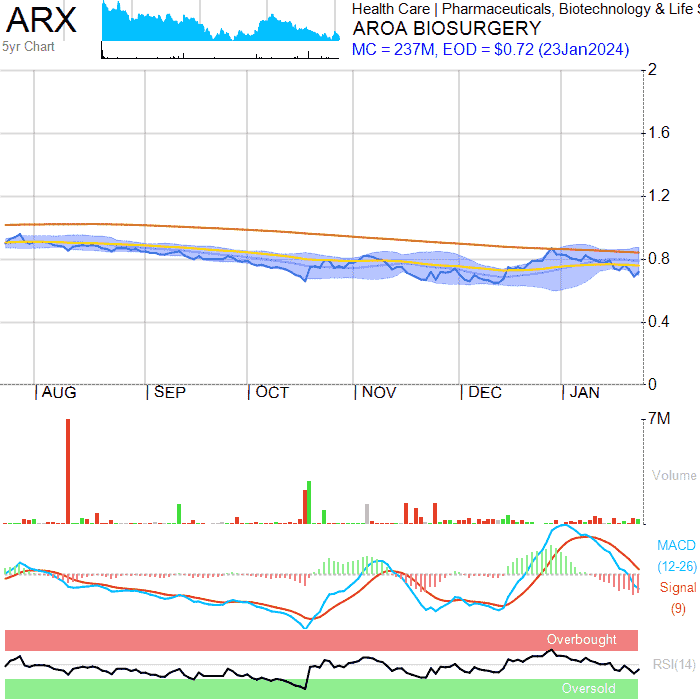 ARX
5yr Chart
Health Care | Pharmaceuticals, Biotechnology & Life S
AROA BIOSURGERY
MC = 237M, EOD = $0.72 (23Jan2024)
2
1.6
1.2
0.8
0.4
0
AUG
SEP
OCT
NOV
DEC
JAN
7M
Volume
MACD
(12-26)
Signal
(9)
Overbought
RSI(14)
Oversold